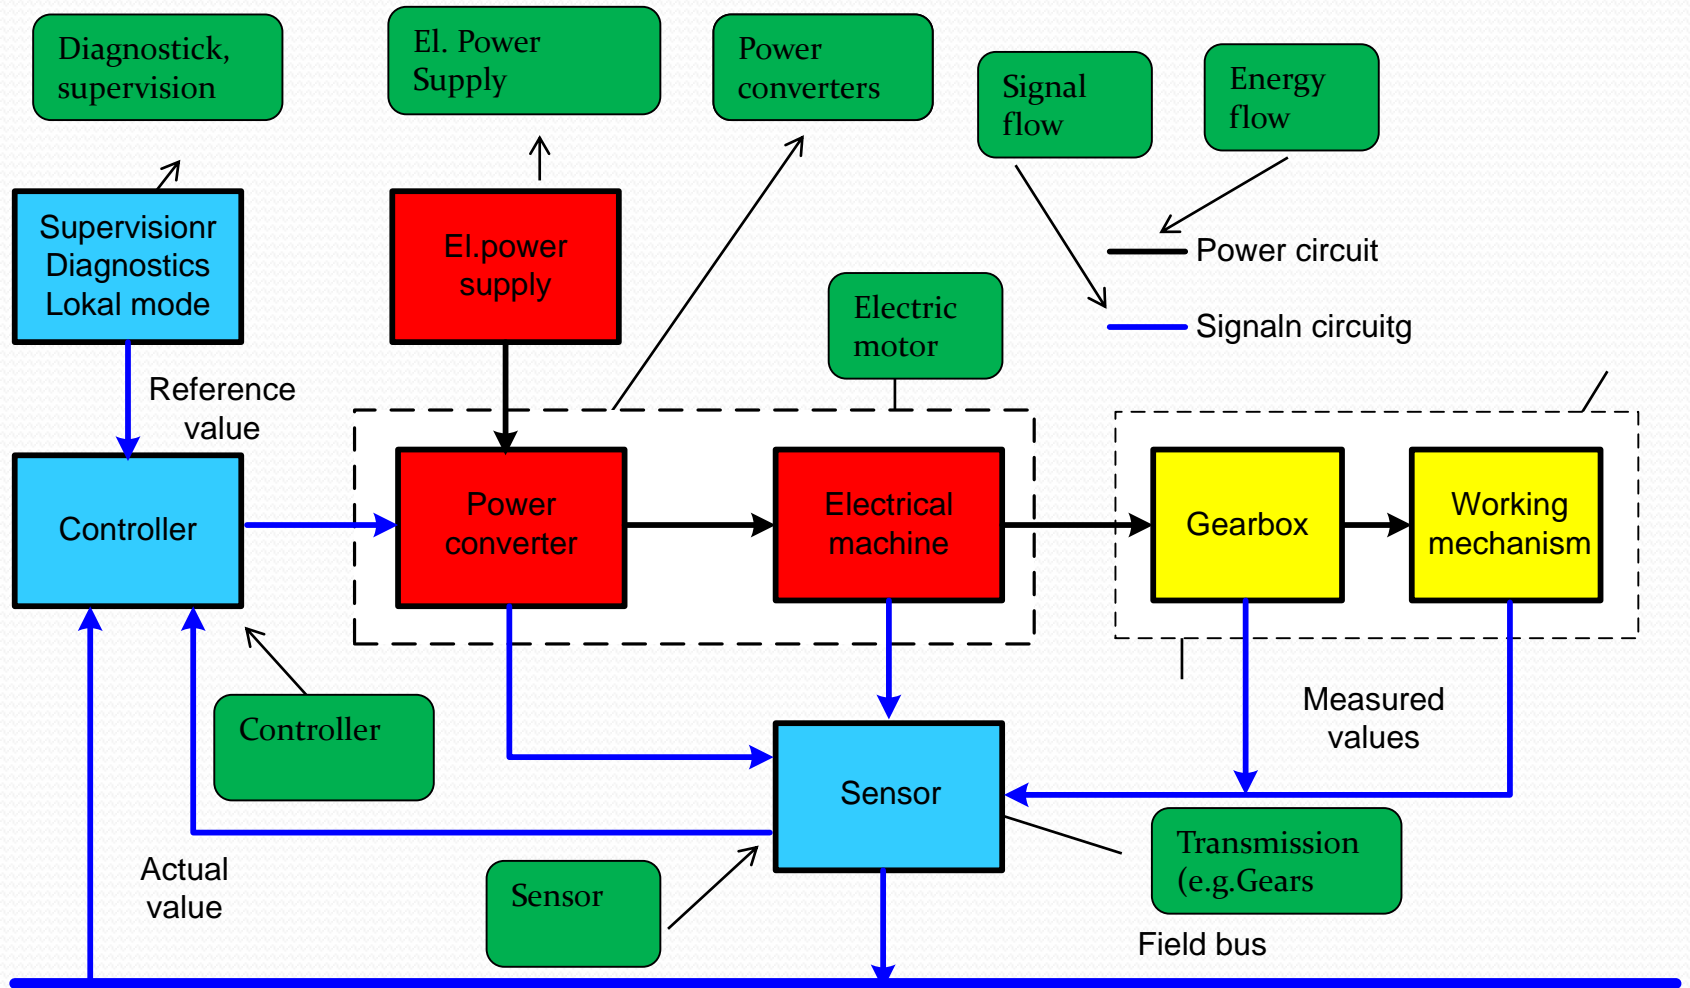 Diagnostick,
supervision
El. Power
Supply
Power
converters
Signal
flow
Energy
flow
Supervisionr
Diagnostics
Lokal mode
El.power
supply
Power circuit
Signaln circuitg
Electric
motor
Reference
value
Controller
Power
converter
Electrical
machine
Gearbox
Working
mechanism
Controller
Measured
values
Sensor
Transmission
(e.g.Gears
Actual
value
Sensor
Field bus